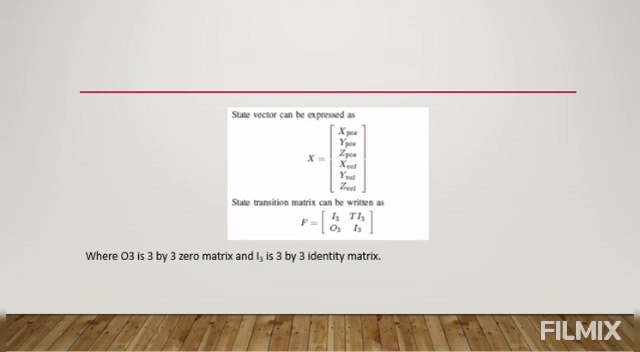 State vector can be expressed as
X =
[ Xpos
Ypos
Zpos
Xvel
Yvel
Zvel ]
State transition matrix can be written as
F = [ I₃ TI₃
O₃ I₃ ]
Where O3 is 3 by 3 zero matrix and I₃ is 3 by 3 identity matrix.
FILMIX